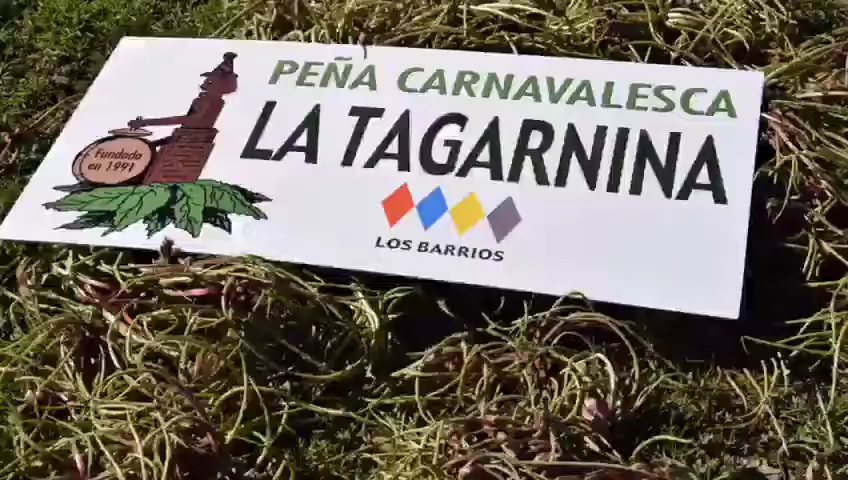 PEÑA CARNAVALESCA
LA TAGARNINA
Fundada
en 1991
LOS BARRIOS